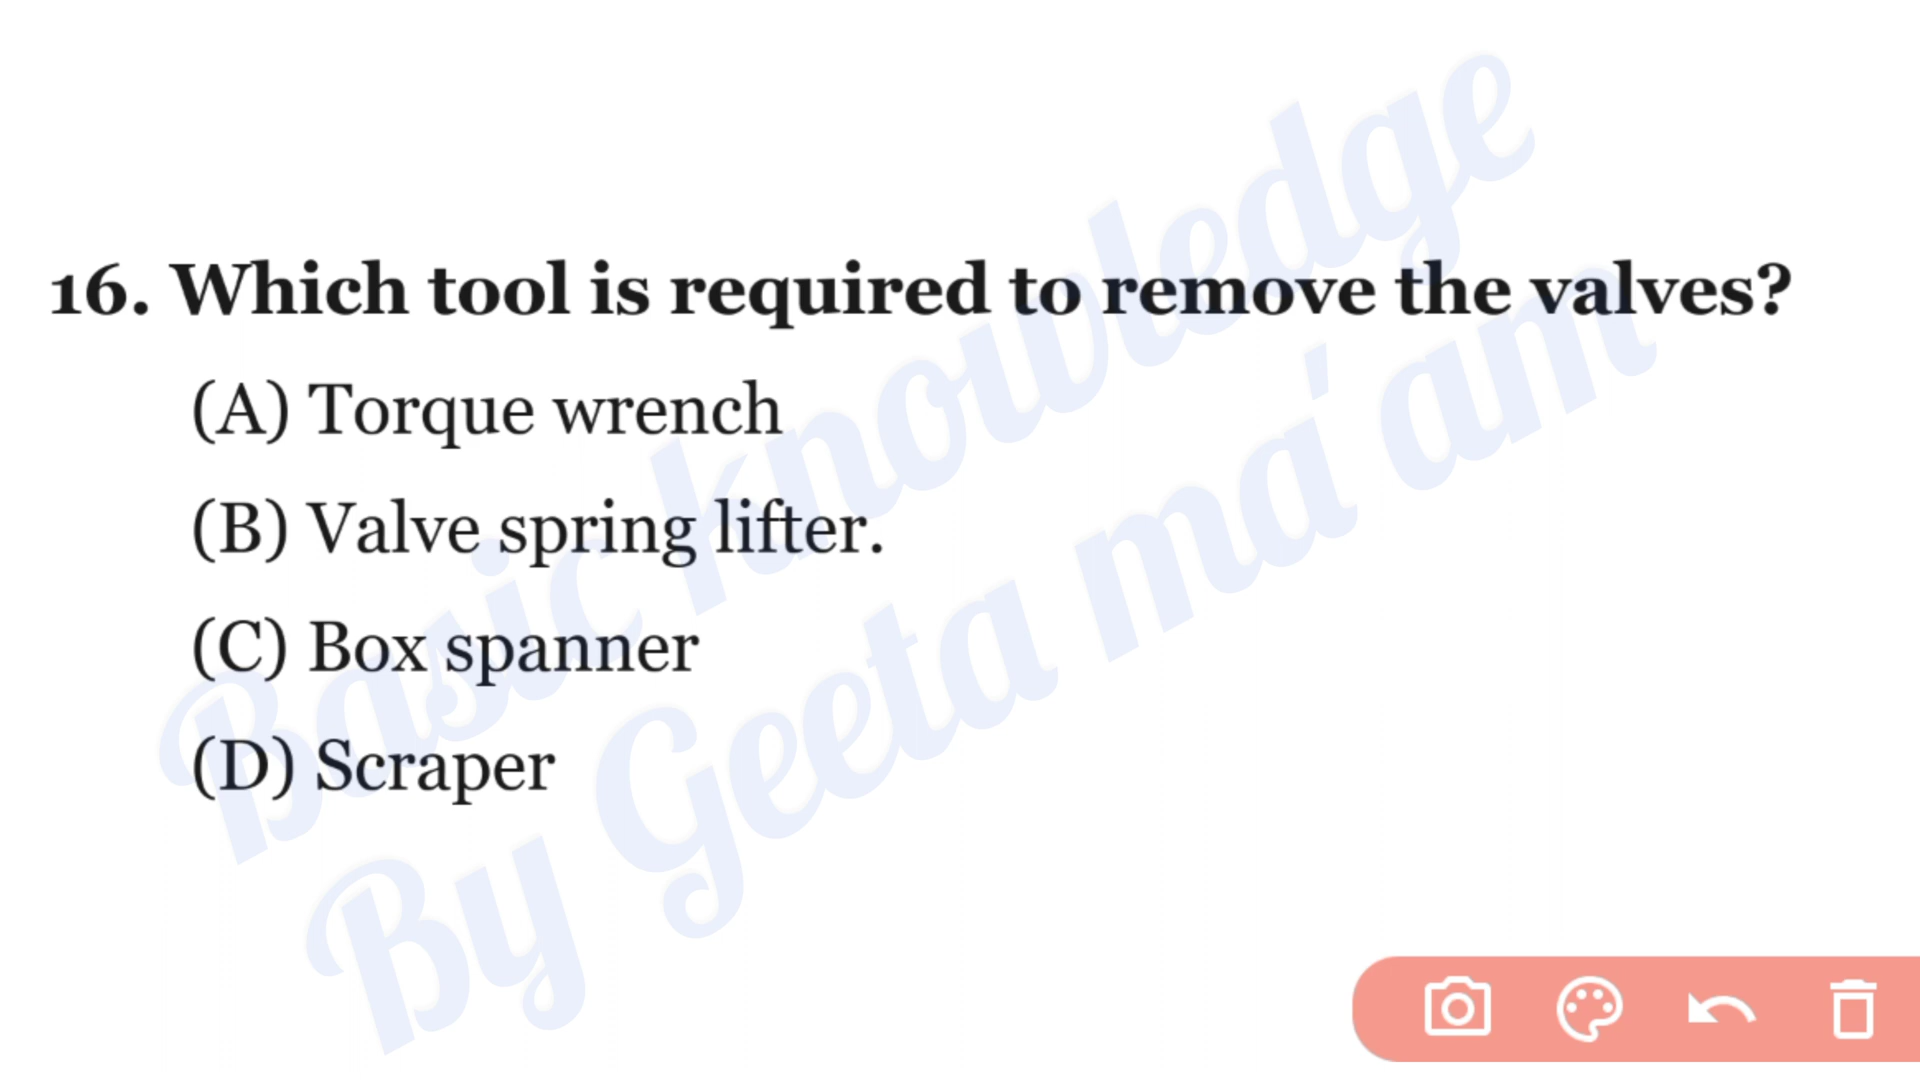 16. Which tool is required to remove the valves?
(A) Torque wrench
(B) Valve spring lifter.
(C) Box spanner
(D) Scraper
Basic knowledge
By Geeta ma'am